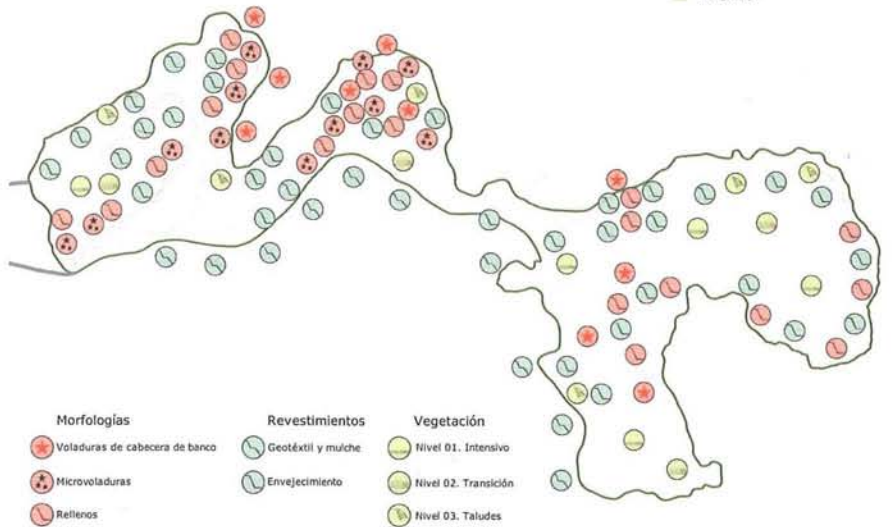 Morfologías
Voladuras de cabecera de banco
Microvoladuras
Rellenos
Revestimientos
Geotéxtil y mulche
Envejecimiento
Vegetación
Nivel 01. Intensivo
Nivel 02. Transición
Nivel 03. Taludes